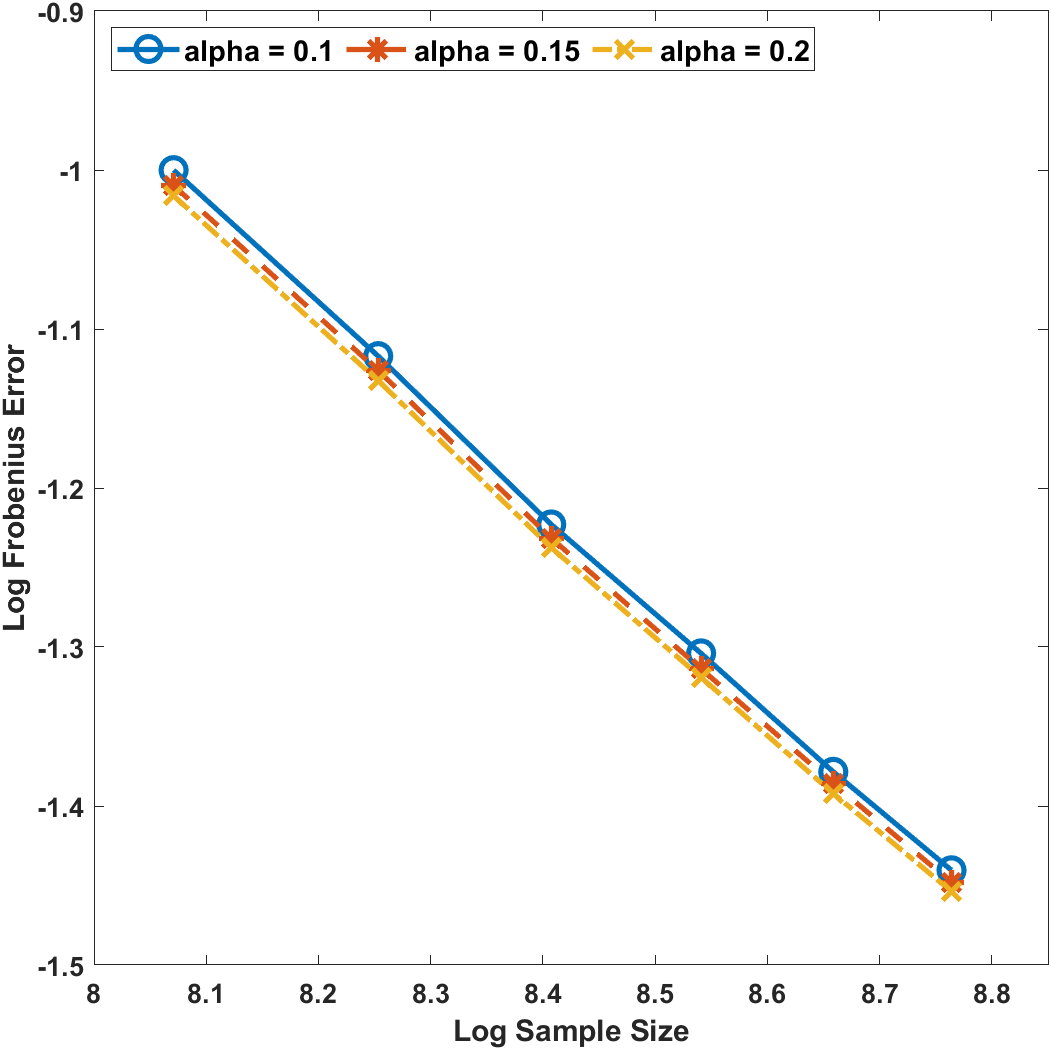 alpha = 0.1 alpha = 0.15 alpha = 0.2
-0.9
-1
-1.1
-1.2
-1.3
-1.4
-1.5
Log Frobenius Error
8 8.1 8.2 8.3 8.4 8.5 8.6 8.7 8.8
Log Sample Size